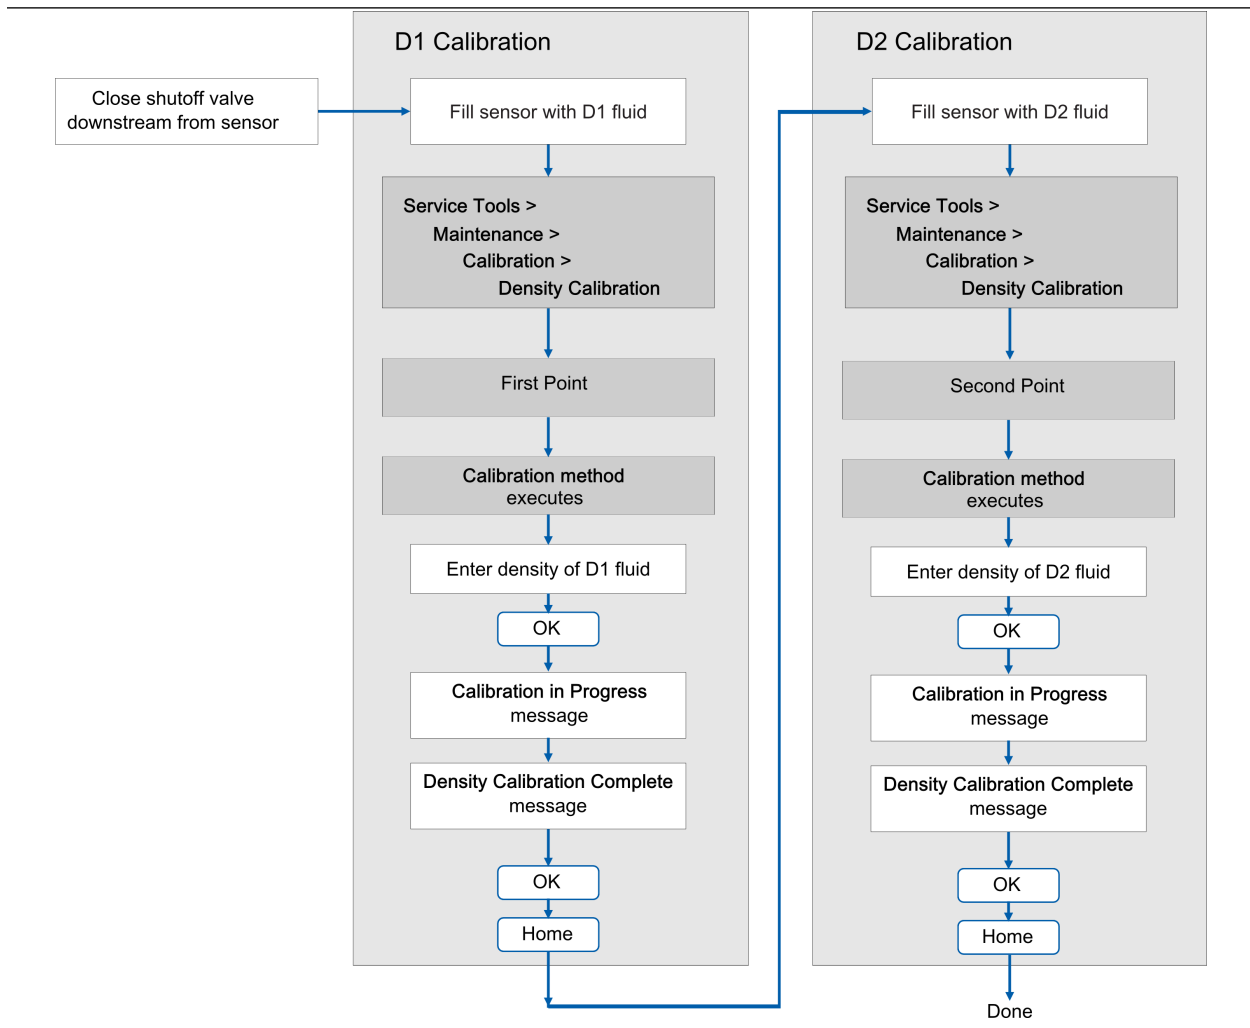 Close shutoff valve
downstream from sensor
D1 Calibration
Fill sensor with D1 fluid
Service Tools >
Maintenance >
Calibration >
Density Calibration
First Point
Calibration method
executes
Enter density of D1 fluid
OK
Calibration in Progress
message
Density Calibration Complete
message
OK
Home
D2 Calibration
Fill sensor with D2 fluid
Service Tools >
Maintenance >
Calibration >
Density Calibration
Second Point
Calibration method
executes
Enter density of D2 fluid
OK
Calibration in Progress
message
Density Calibration Complete
message
OK
Home
Done